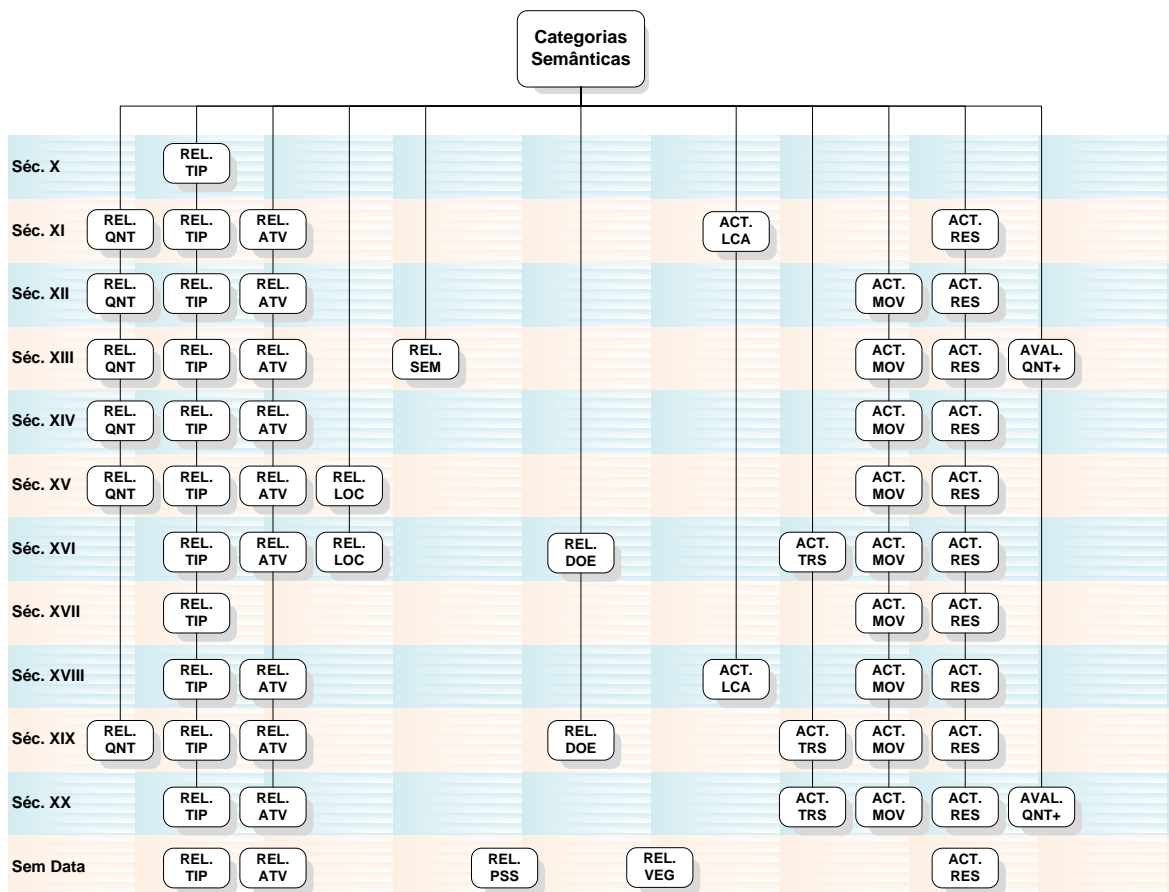 Categorias
Semânticas
Séc. X
REL.
TIP
Séc. XI
REL.
QNT
REL.
TIP
REL.
ATV
ACT.
LCA
ACT.
RES
Séc. XII
REL.
QNT
REL.
TIP
REL.
ATV
ACT.
MOV
ACT.
RES
Séc. XIII
REL.
QNT
REL.
TIP
REL.
ATV
REL.
SEM
ACT.
MOV
ACT.
RES
AVAL.
QNT+
Séc. XIV
REL.
QNT
REL.
TIP
REL.
ATV
ACT.
MOV
ACT.
RES
Séc. XV
REL.
QNT
REL.
TIP
REL.
ATV
REL.
LOC
ACT.
MOV
ACT.
RES
Séc. XVI
REL.
TIP
REL.
ATV
REL.
LOC
REL.
DOE
ACT.
TRS
ACT.
MOV
ACT.
RES
Séc. XVII
REL.
TIP
ACT.
MOV
ACT.
RES
Séc. XVIII
REL.
TIP
REL.
ATV
ACT.
LCA
ACT.
MOV
ACT.
RES
Séc. XIX
REL.
QNT
REL.
TIP
REL.
ATV
REL.
DOE
ACT.
TRS
ACT.
MOV
ACT.
RES
Séc. XX
REL.
TIP
REL.
ATV
ACT.
TRS
ACT.
MOV
ACT.
RES
AVAL.
QNT+
Sem Data
REL.
TIP
REL.
ATV
REL.
PSS
REL.
VEG
ACT.
RES